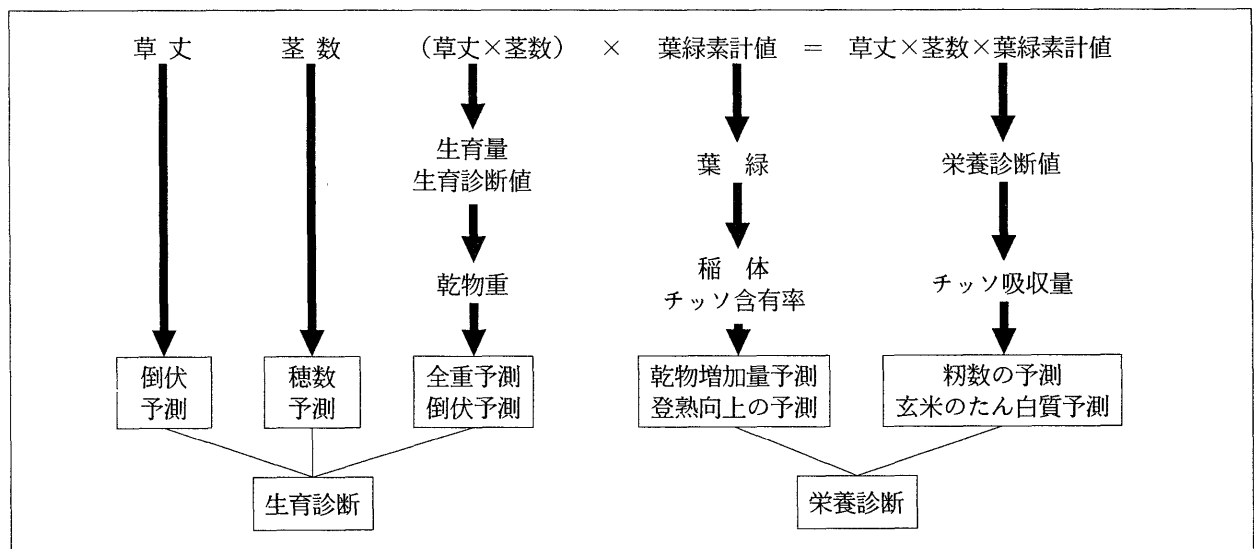 草丈 茎数 (草丈×茎数) × 葉緑素計値 = 草丈×茎数×葉緑素計値
生育量
生育診断値
葉緑
栄養診断値
乾物重
稲体
チッソ含有率
チッソ吸収量
倒伏
予測
穂数
予測
全重予測
倒伏予測
乾物増加量予測
登熟向上の予測
籾数の予測
玄米のたん白質予測
生育診断
栄養診断